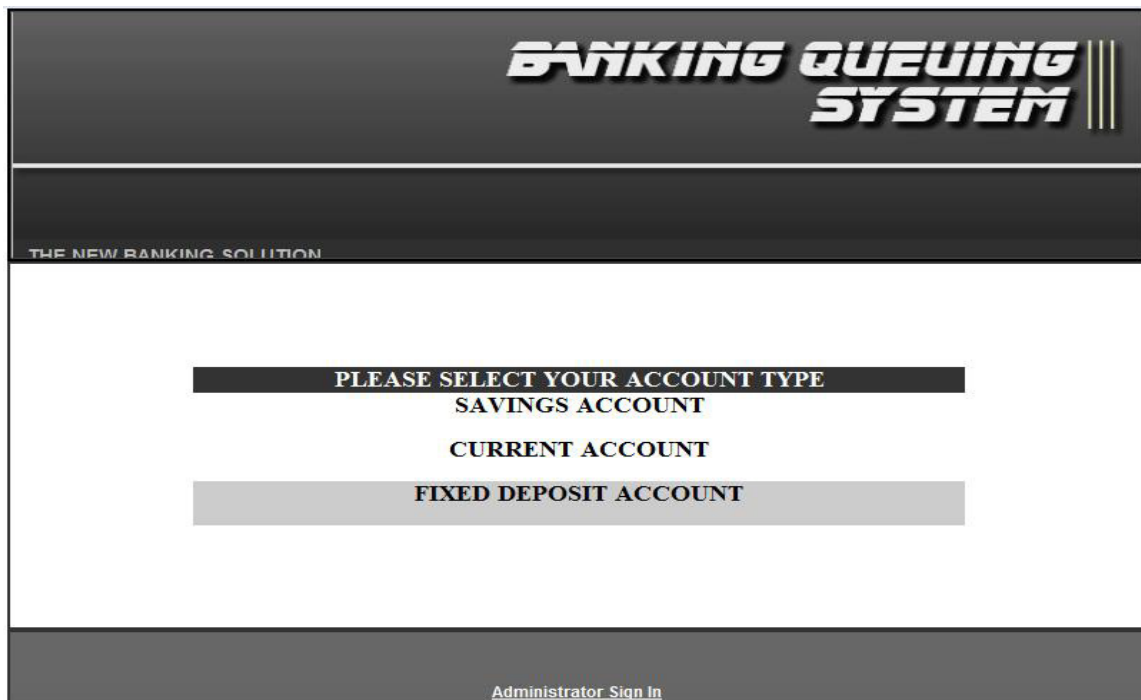 BANKING QUEUING
SYSTEM
THE NEW BANKING SOLUTION
PLEASE SELECT YOUR ACCOUNT TYPE
SAVINGS ACCOUNT
CURRENT ACCOUNT
FIXED DEPOSIT ACCOUNT
Administrator Sign In